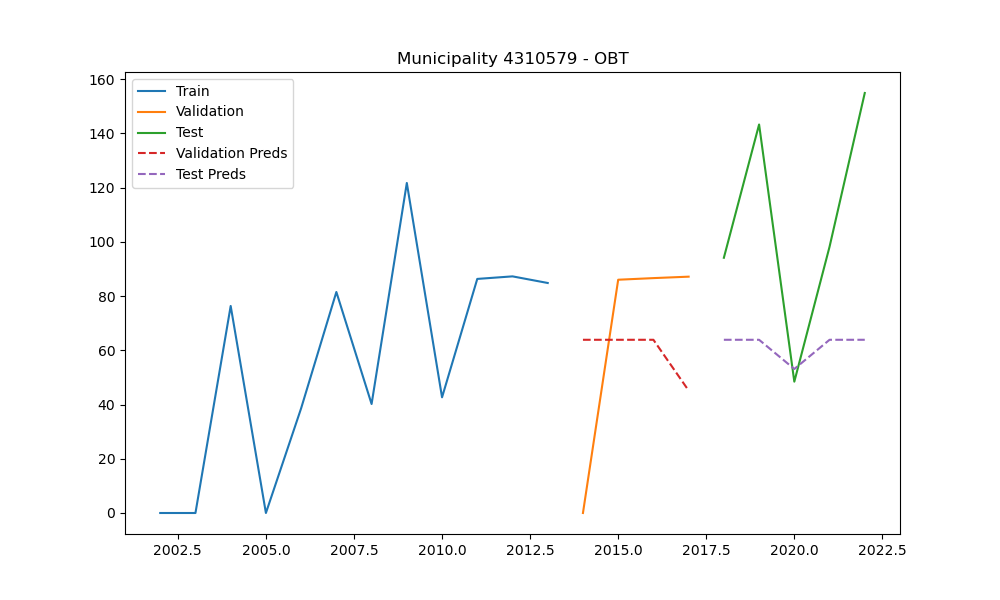 Municipality 4310579 - OBT
160
140
120
100
80
60
40
20
0
Train
Validation
Test
Validation Preds
Test Preds
2002.5 2005.0 2007.5 2010.0 2012.5 2015.0 2017.5 2020.0 2022.5